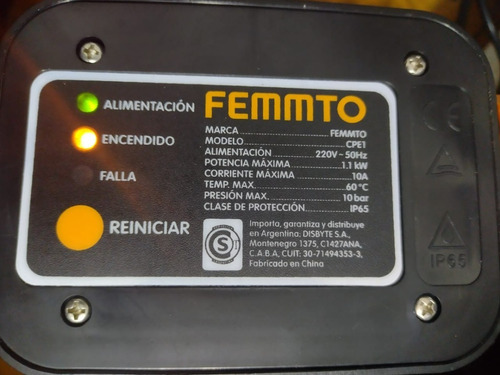 ALIMENTACIÓN
ENCENDIDO
FALLA
REINICIAR
FEMMTO
MARCA FEMMTO
MODELO CPE1
ALIMENTACIÓN 220V - 50Hz
POTENCIA MÁXIMA 1.1 kW
CORRIENTE MÁXIMA 10A
TEMP. MAX. 60 °C
PRESIÓN MAX. 10 bar
CLASE DE PROTECCIÓN IP65
S
Importa, garantiza y distribuye
en Argentina, DISBYTE S.A.,
Montenegro 1375, C1427ANA,
C.A.B.A, CUIT: 30-71494353-3,
Fabricado en China
CE
IP65